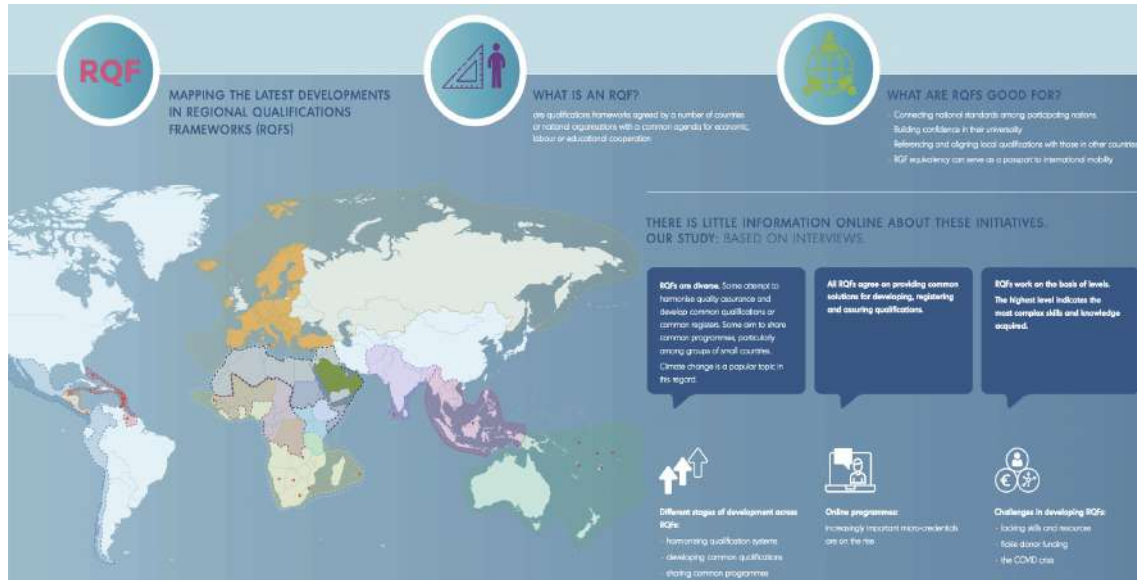 RQF
MAPPING THE LATEST DEVELOPMENTS
IN REGIONAL QUALIFICATIONS
FRAMEWORKS (RQFS)
WHAT IS AN RQF?
are qualifications frameworks agreed by a number of countries
or national organisations with a common agenda for economic,
labour or educational cooperation
WHAT ARE RQFS GOOD FOR?
- Connecting national standards among participating nations.
Building confidence in their universality
Referencing and aligning local qualifications with those in other countries
- RQF equivalency can serve as a passport to international mobility
THERE IS LITTLE INFORMATION ONLINE ABOUT THESE INITIATIVES.
OUR STUDY: BASED ON INTERVIEWS.
RQFs are diverse. Some attempt to
harmonise quality assurance and
develop common qualifications or
common registers. Some aim to share
common programmes, particularly
among groups of small countries.
Climate change is a popular topic in
this regard.
All RQFs agree on providing common
solutions for developing, registering
and assuring qualifications.
RQFs work on the basis of levels.
The highest level indicates the
most complex skills and knowledge
acquired.
Different stages of development across
RQFs:
- harmonizing qualification systems
- developing common qualifications
- sharing common programmes
Online programmes:
increasingly important micro-credentials
are on the rise
Challenges in developing RQFs:
- lacking skills and resources
- donor funding
- the COVID crisis